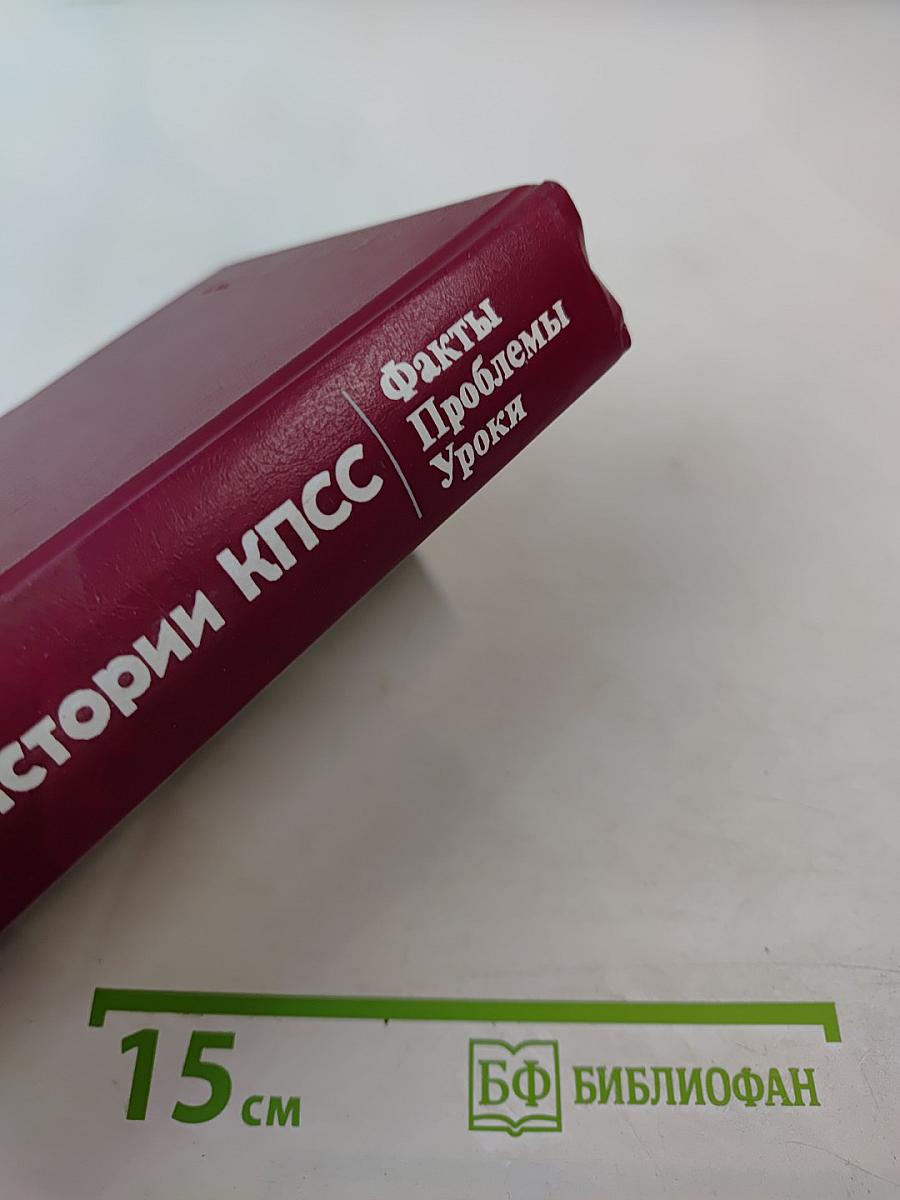 истории КПСС
Факты
Проблемы
Уроки
15 см
БФ БИБЛИОФАН